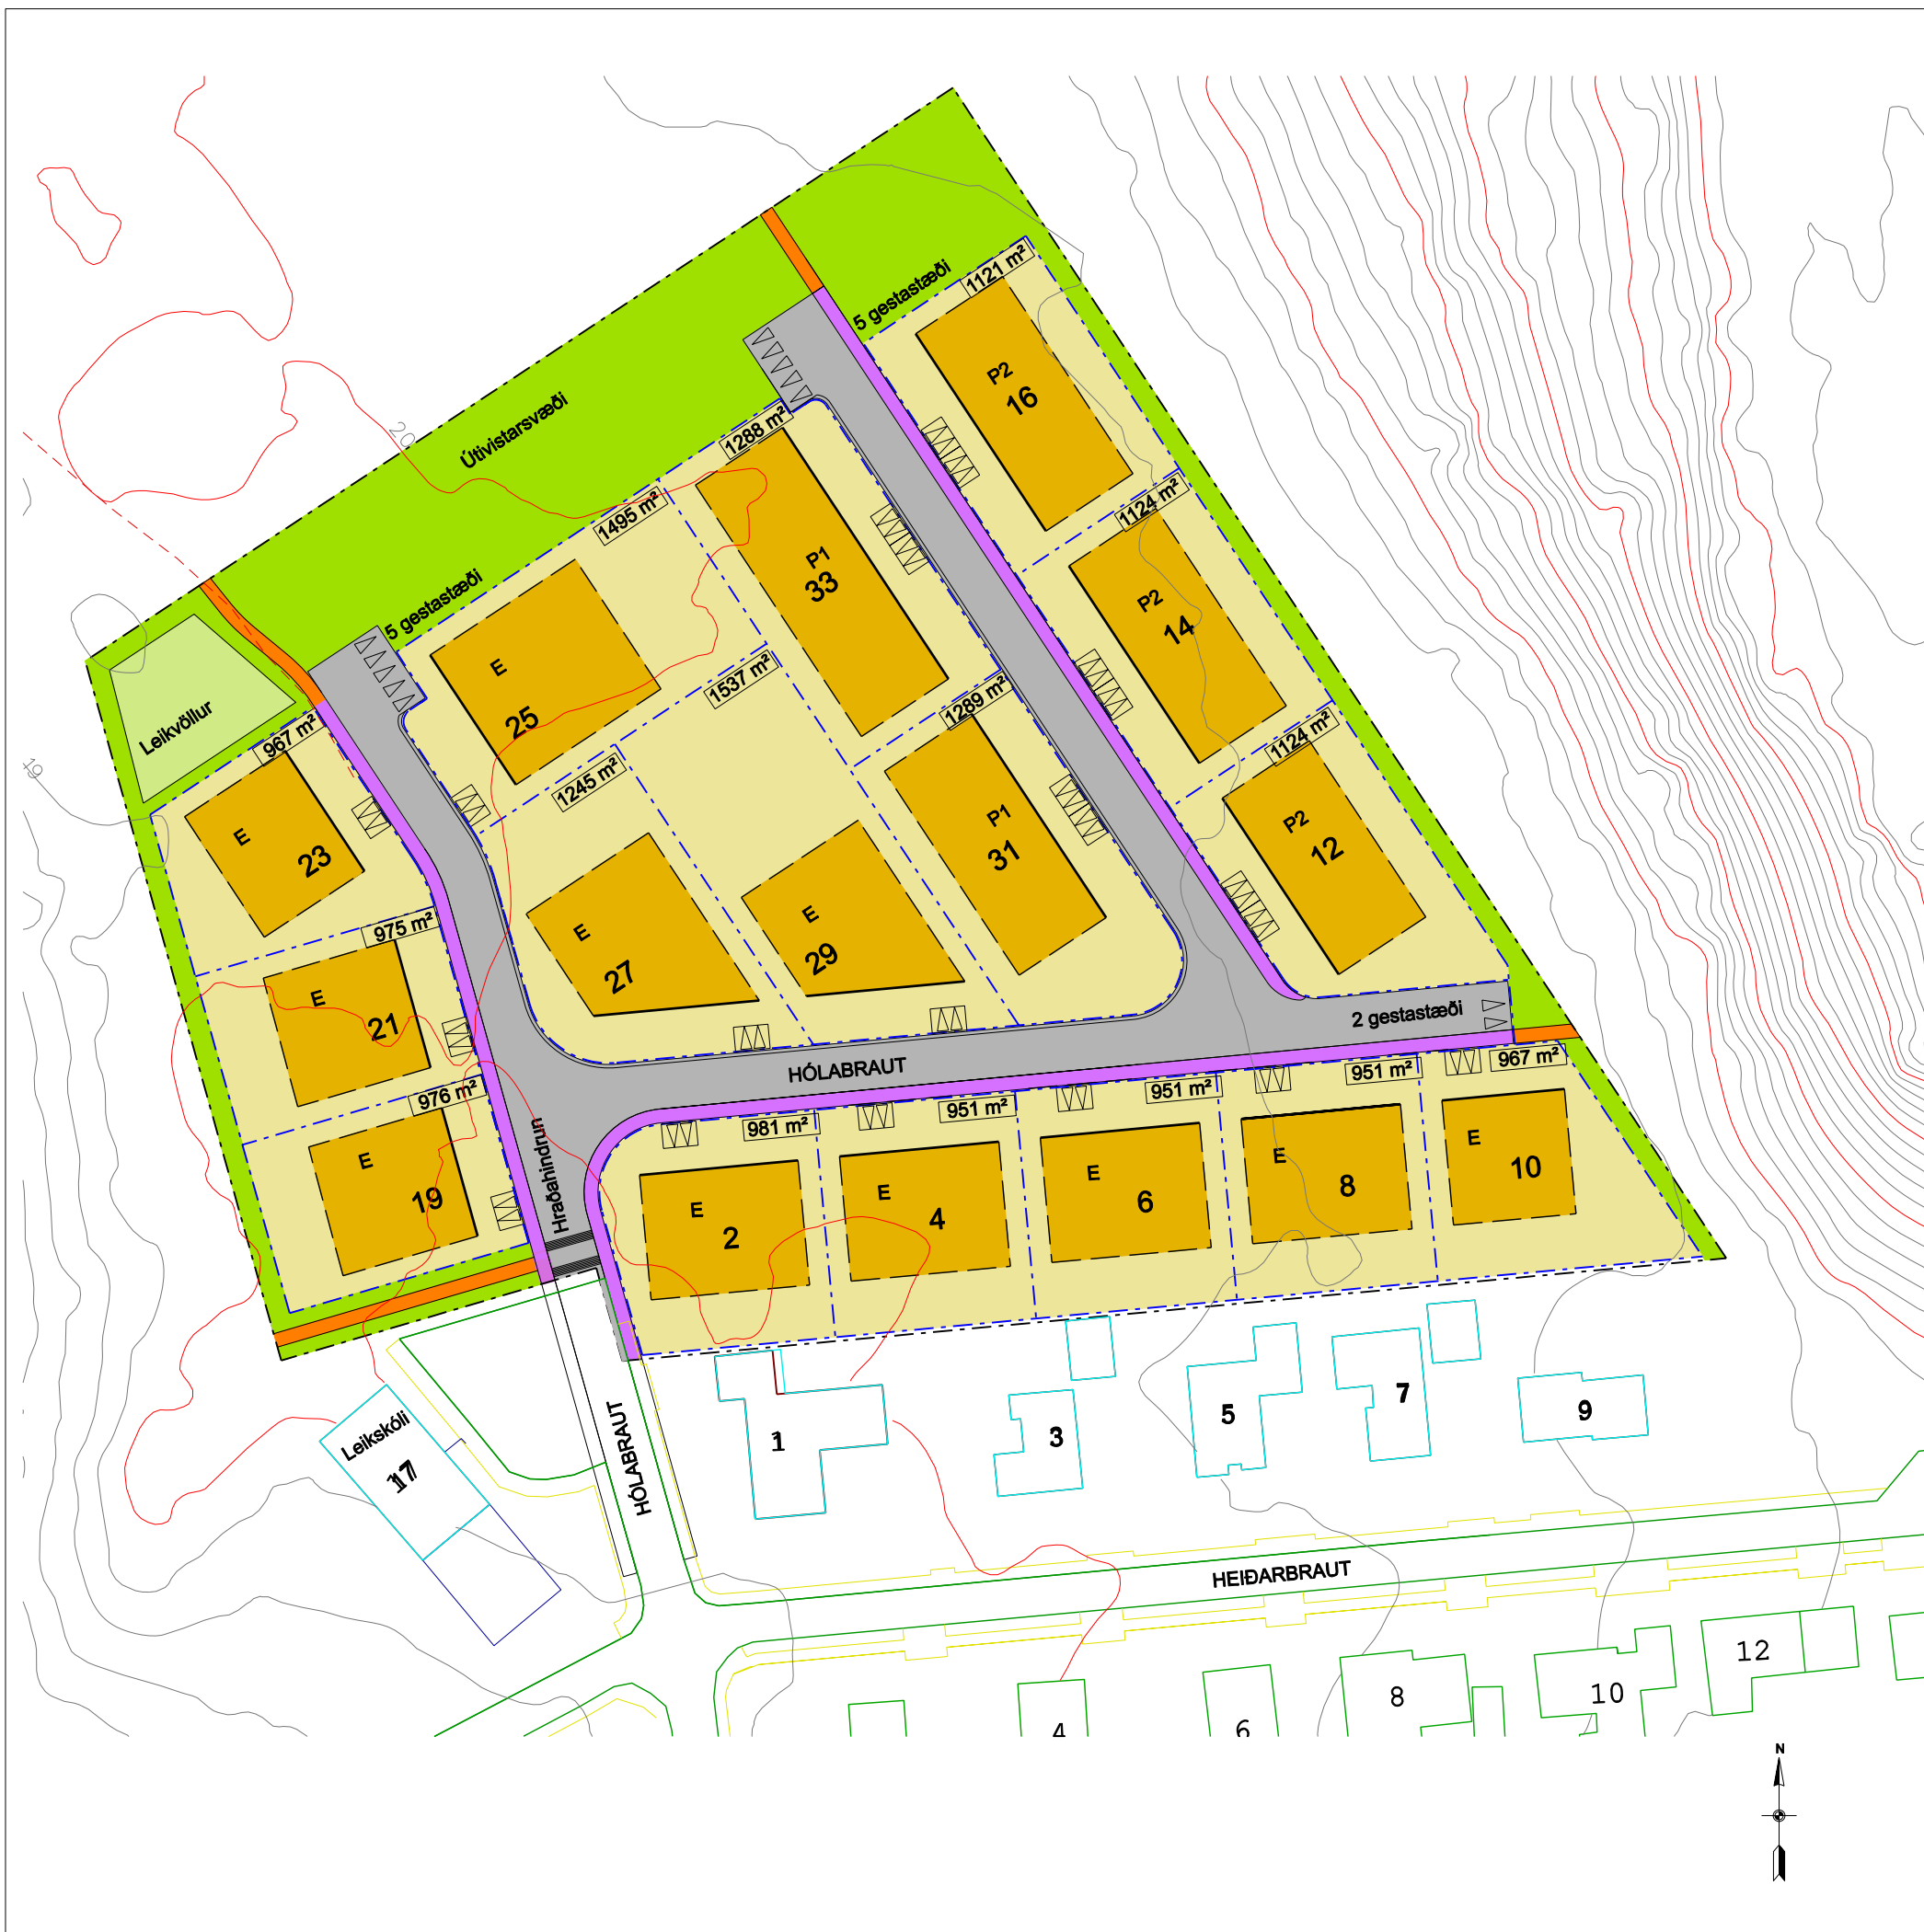 1121 m²
5 gestastæði
P2
16
Útivistarsvæði
20
1288 m²
1495 m²
1124 m²
P1
33
P2
14
5 gestastæði
E
25
1537 m²
1289 m²
1124 m²
Leikvöllur
967 m²
19
1245 m²
P1
31
P2
12
E
23
975 m²
E
27
E
29
E
21
2 gestastæði
HÓLABRAUT
976 m²
967 m²
951 m²
951 m²
951 m²
981 m²
Hraðahindrun
E
19
E
2
E
4
E
6
E
8
E
10
Leikskóli
17
HÓLABRAUT
1
3
5
7
9
HEIÐARBRAUT
4
6
8
10
12
N